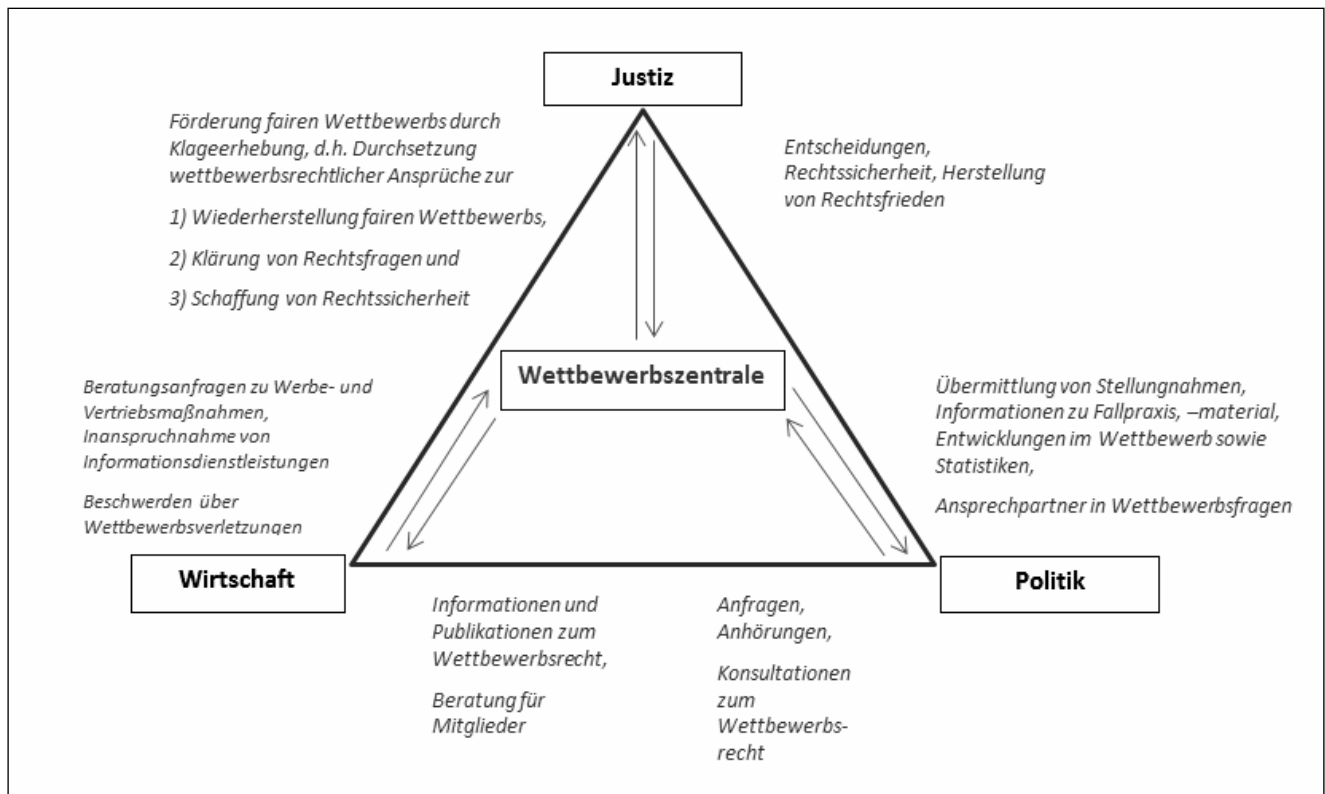 Justiz
Förderung fairen Wettbewerbs durch
Klageerhebung, d.h. Durchsetzung
wettbewerbsrechtlicher Ansprüche zur
1) Wiederherstellung fairen Wettbewerbs,
2) Klärung von Rechtsfragen und
3) Schaffung von Rechtssicherheit
Entscheidungen,
Rechtssicherheit, Herstellung
von Rechtsfrieden
Wettbewerbszentrale
Beratungsanfragen zu Werbe- und
Vertriebsmaßnahmen,
Inanspruchnahme von
Informationsdienstleistungen
Beschwerden über
Wettbewerbsverletzungen
Übermittlung von Stellungnahmen,
Informationen zu Fallpraxis, –material,
Entwicklungen im Wettbewerb sowie
Statistiken,
Ansprechpartner in Wettbewerbsfragen
Wirtschaft
Politik
Informationen und
Publikationen zum
Wettbewerbsrecht,
Beratung für
Mitglieder
Anfragen,
Anhörungen,
Konsultationen
zum
Wettbewerbs-
recht